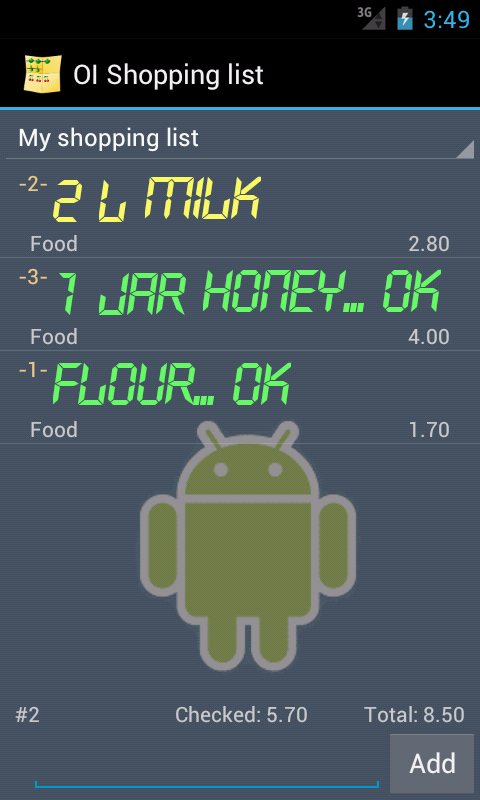 3G 3:49
OI Shopping list
My shopping list
-2- 2 L MILK
Food 2.80
-3- 1 JAR HONEY... OK
Food 4.00
-1- FLOUR... OK
Food 1.70
#2 Checked: 5.70 Total: 8.50
Add